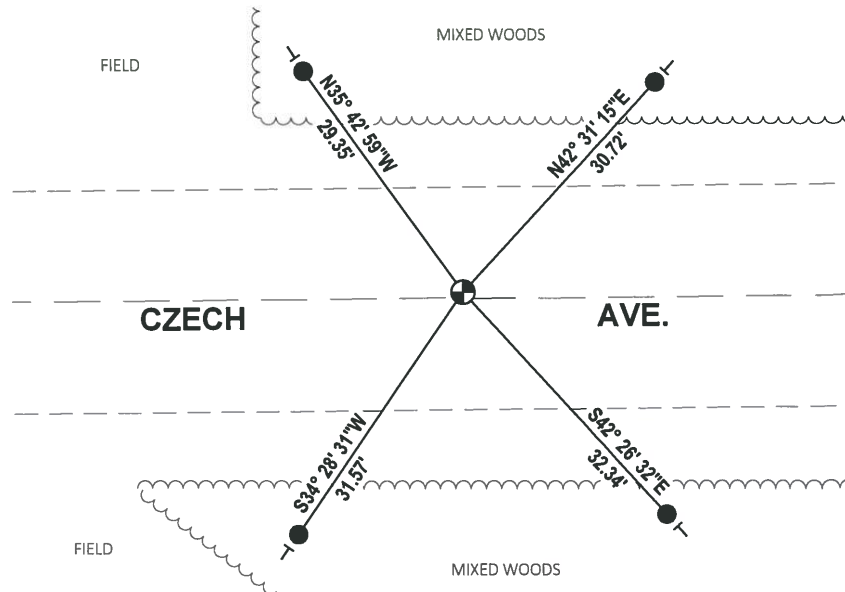 MIXED WOODS
FIELD
N35° 42' 59"W
29.35'
N42° 31' 15"E
30.72'
CZECH AVE.
S34° 28' 31"W
31.57'
S42° 26' 32"E
32.34'
FIELD
MIXED WOODS